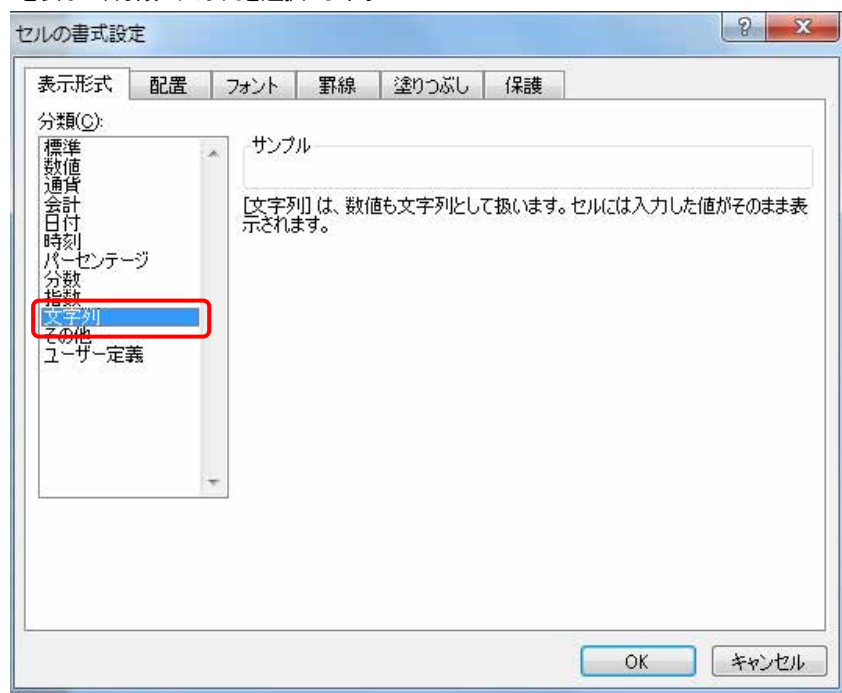 セルの書式設定
表示形式 配置 フォント 罫線 塗りつぶし 保護
分類(C):
標準
数値
通貨
会計
日付
時刻
パーセンテージ
分数
指数
文字列
その他
ユーザー定義
サンプル
[文字列] は、数値も文字列として扱います。セルには入力した値がそのまま表
示されます。
OK キャンセル